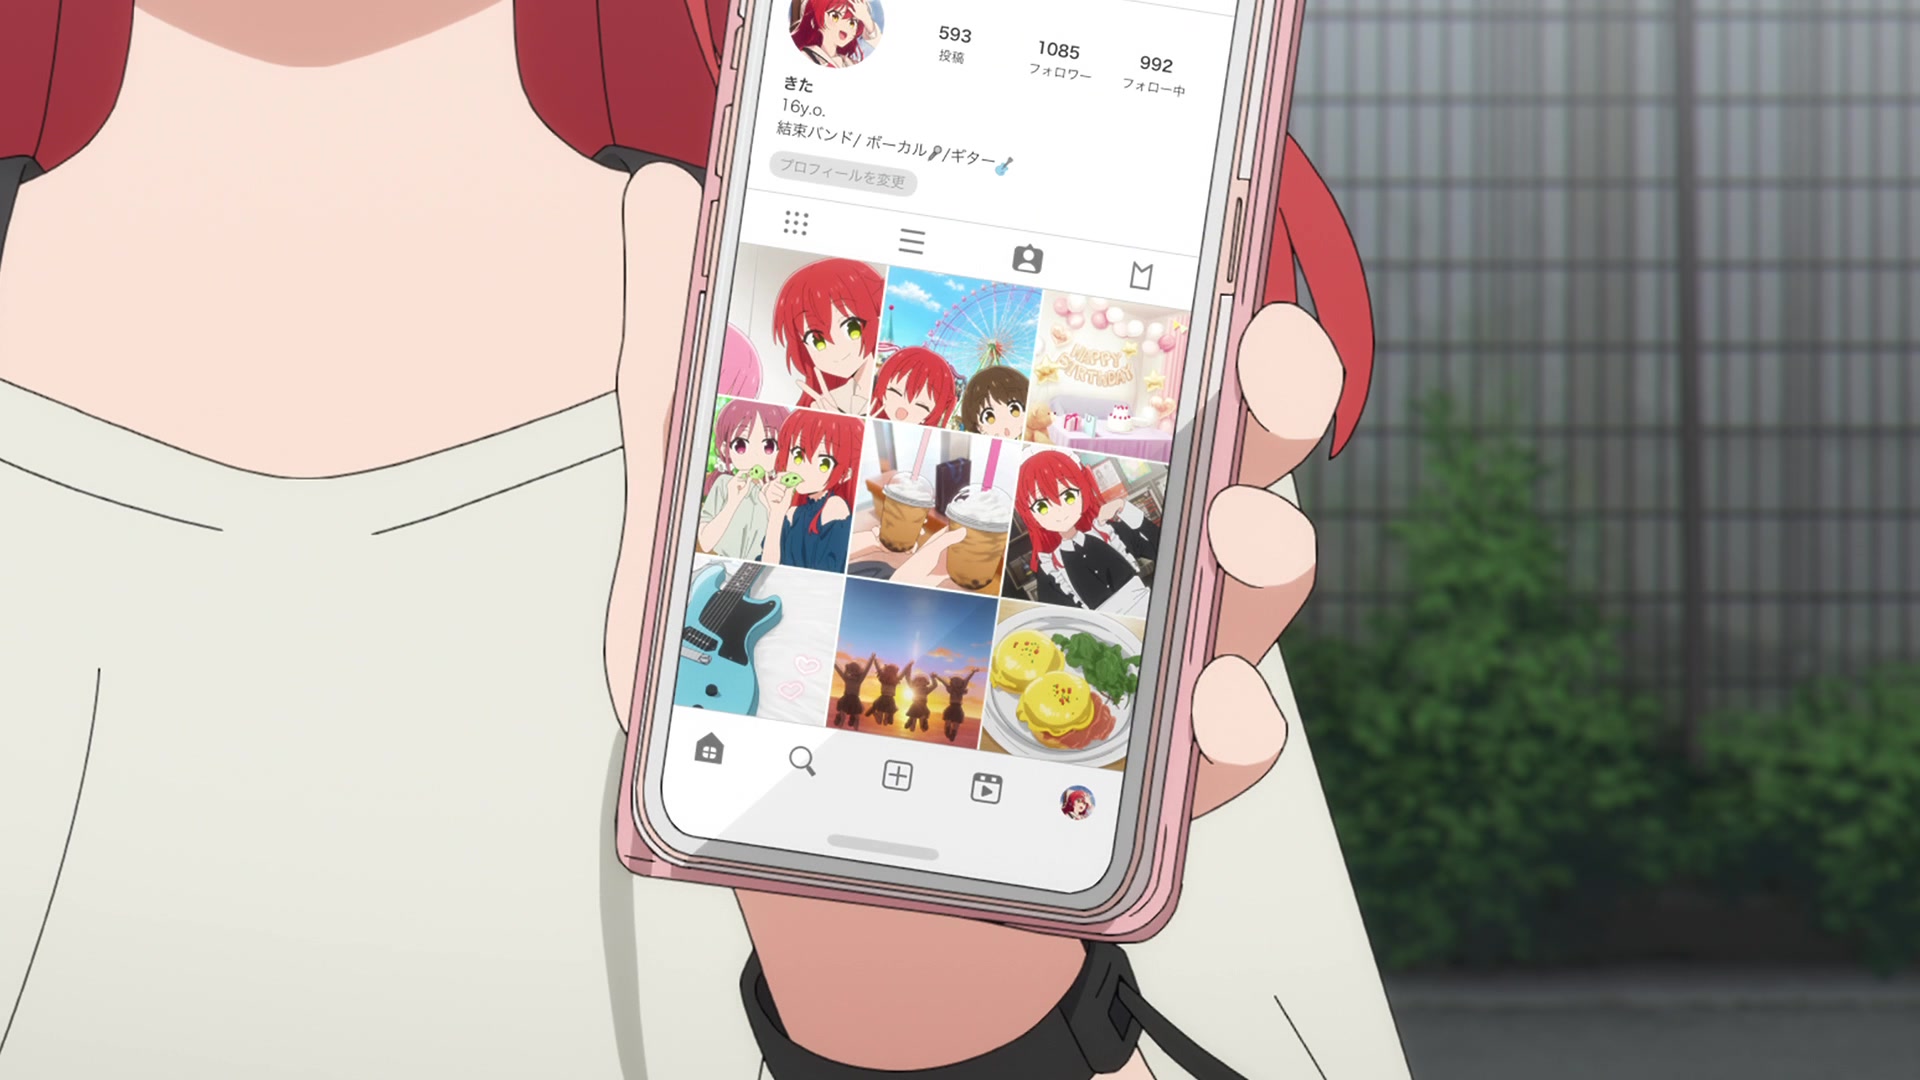 593
投稿
1085
フォロワー
992
フォロー中
きた
16y.o.
結束バンド/ ボーカル🎤/ギター🎸
プロフィールを変更
HAPPY
BIRTHDAY